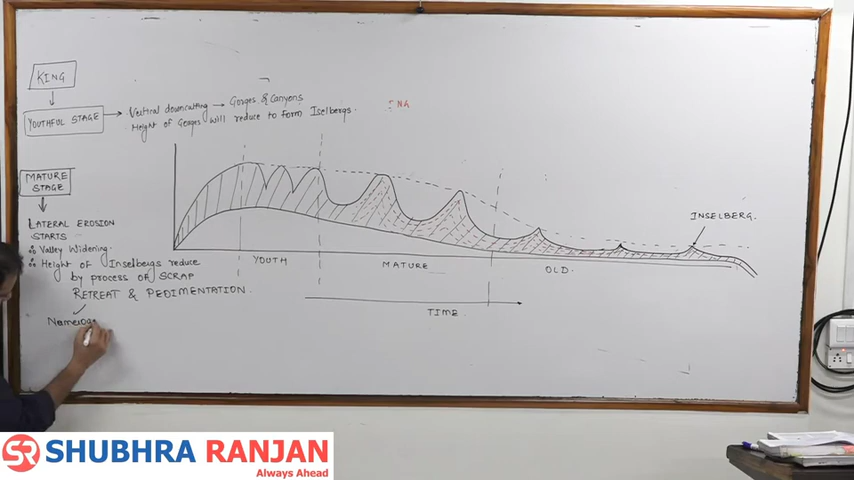 KING
YOUTHFUL STAGE
Vertical downcutting → Gorges & Canyons
Height of Gorges will reduce to form Iselbergs.
MATURE
STAGE
LATERAL EROSION
STARTS
∴ Valley Widening.
∴ Height of Inselbergs reduce
by process of SCRAP
RETREAT & PEDIMENTATION.
YOUTH
MATURE
OLD.
INSELBERG.
TIME
SR SHUBHRA RANJAN
Always Ahead